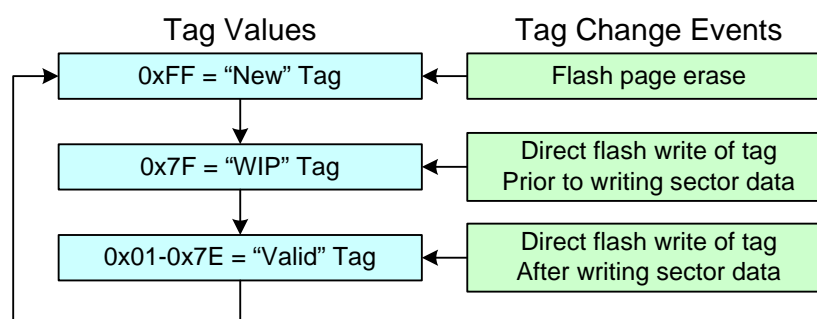 Tag Values
Tag Change Events
0xFF = “New” Tag
Flash page erase
0x7F = “WIP” Tag
Direct flash write of tag
Prior to writing sector data
0x01-0x7E = “Valid” Tag
Direct flash write of tag
After writing sector data